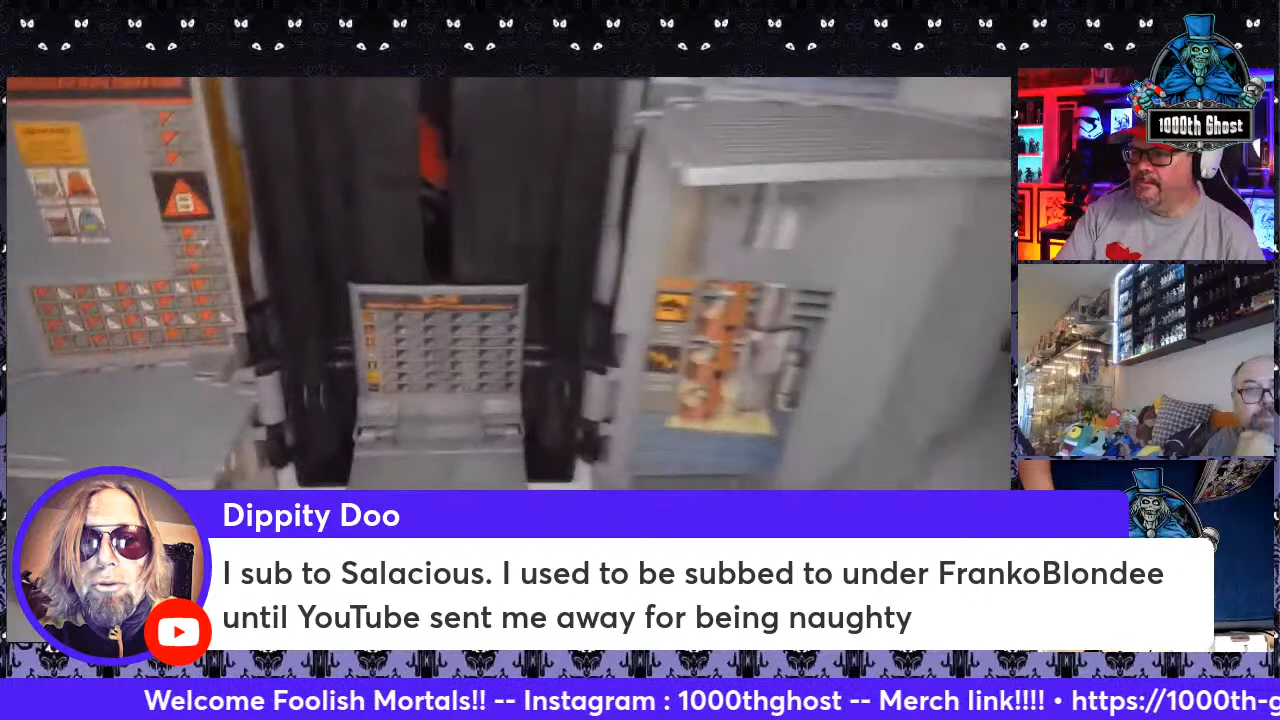 1000th Ghost
Dippity Doo
I sub to Salacious. I used to be subbed to under FrankoBlondee
until YouTube sent me away for being naughty
Welcome Foolish Mortals!! -- Instagram : 1000thghost -- Merch link!!!! • https://1000th-g